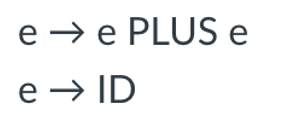 e → e PLUS e
e → ID